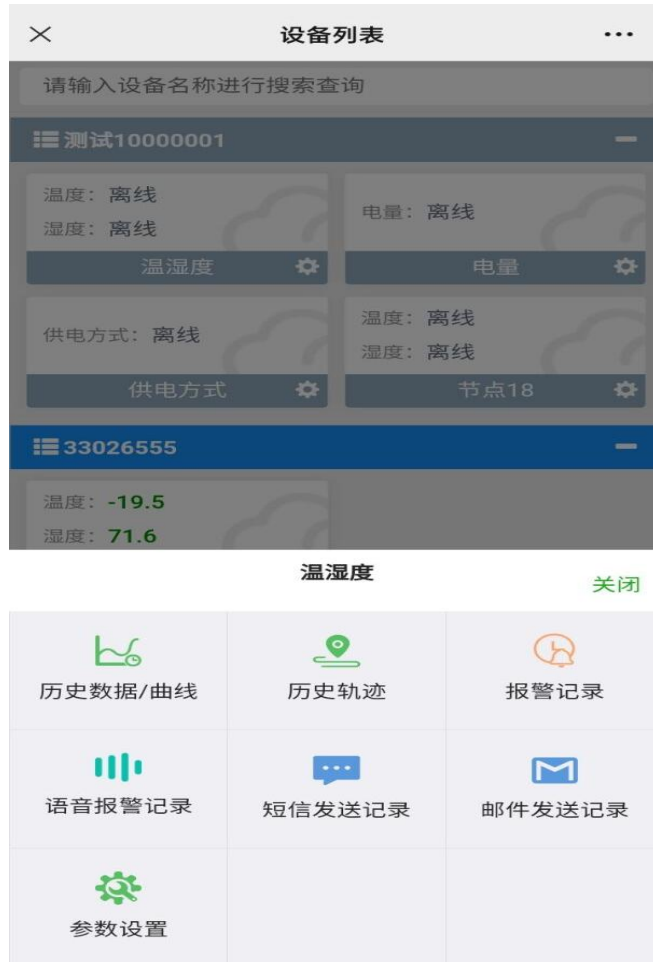 设备列表
请输入设备名称进行搜索查询
测试10000001
温度：离线
湿度：离线
温湿度
电量：离线
电量
供电方式：离线
供电方式
温度：离线
湿度：离线
节点18
33026555
温度：-19.5
湿度：71.6
温湿度
关闭
历史数据/曲线
历史轨迹
报警记录
语音报警记录
短信发送记录
邮件发送记录
参数设置